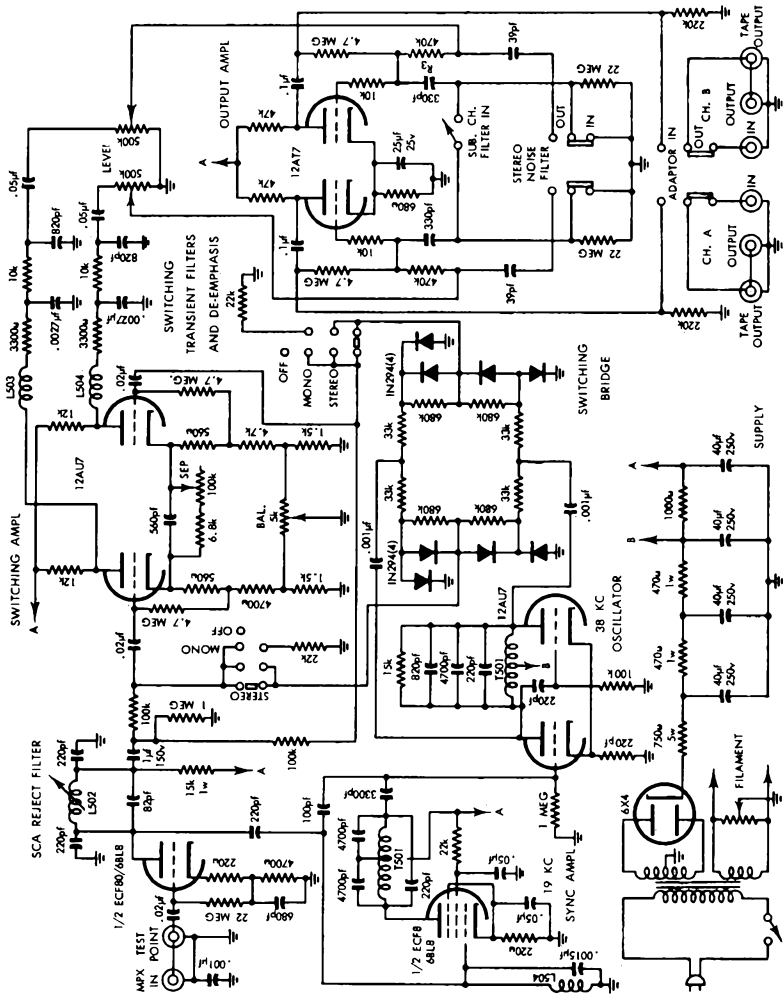 SCA REJECT FILTER
220pf
L502
220pf
82pf
.1µf
150v
15k
1w
A
1 MEG
100k
100k
1/2 ECF80/6BL8
.02µf
MPX
IN
TEST
POINT
.001µf
22 MEG
220ω
4700ω
680pf
220pf
100pf
SWITCHING AMPL
A
12k
12k
12AU7
.02µf
.02µf
4.7 MEG
4.7 MEG.
560pf
6.8k
SEP
100k
560ω
560ω
4700ω
4.7k
BAL.
5k
1.5k
1.5k
STEREO
MONO
OFF
22k
L503
L504
3300ω
3300ω
.0027µf
.0027µf
10k
10k
820pf
820pf
.05µf
.05µf
LEVEL
500k
500k
SWITCHING
TRANSIENT FILTERS
AND DE-EMPHASIS
22k
OFF
MONO
STEREO
OUTPUT AMPL
A
47k
47k
12AT7
.1µf
.1µf
4.7 MEG
4.7 MEG
10k
10k
470k
470k
330pf
330pf
R3
680ω
25µf
25v
39pf
39pf
SUB. CH.
FILTER IN
STEREO
NOISE
FILTER
OUT
IN
22 MEG
22 MEG
220k
220k
ADAPTOR IN
OUT
CH. A
CH. B
TAPE
OUTPUT
OUTPUT
IN
IN
OUTPUT
TAPE
OUTPUT
3300pf
4700pf
4700pf
T501
220pf
22k
A
.05µf
.05µf
1/2 ECF8
6BL8
220ω
L504
.0015µf
19 KC
SYNC AMPL
1 MEG
15k
820pf
4700pf
220pf
T501
B
220pf
220pf
100k
12AU7
38 KC
OSCILLATOR
.001µf
.001µf
IN294(4)
IN294(4)
680k
680k
680k
680k
33k
33k
33k
33k
SWITCHING
BRIDGE
6X4
FILAMENT
750ω
5w
470ω
1w
470ω
1w
1000ω
B
A
40µf
250v
40µf
250v
40µf
250v
40µf
250v
SUPPLY